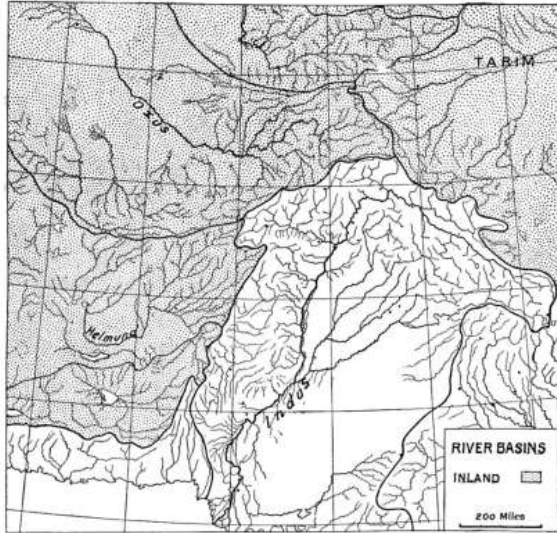 TARIM
Oxus
Helmund
Indus
RIVER BASINS
INLAND
200 Miles